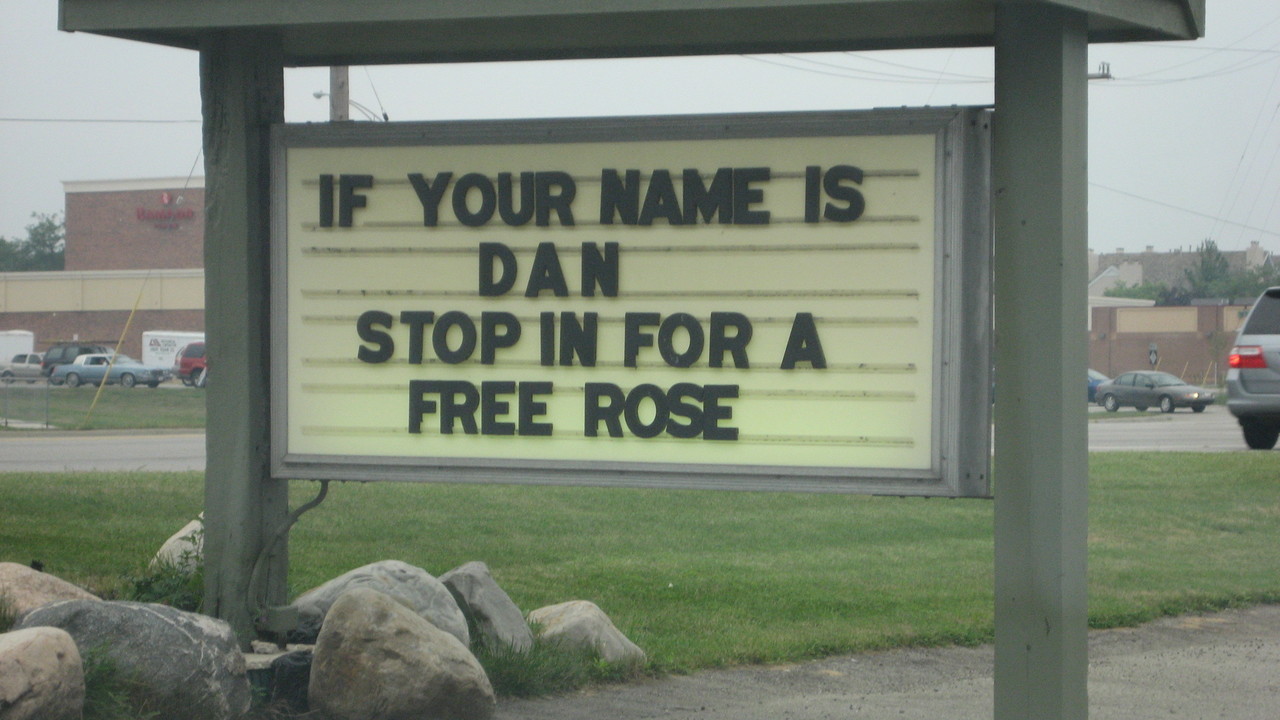 IF YOUR NAME IS
DAN
STOP IN FOR A
FREE ROSE